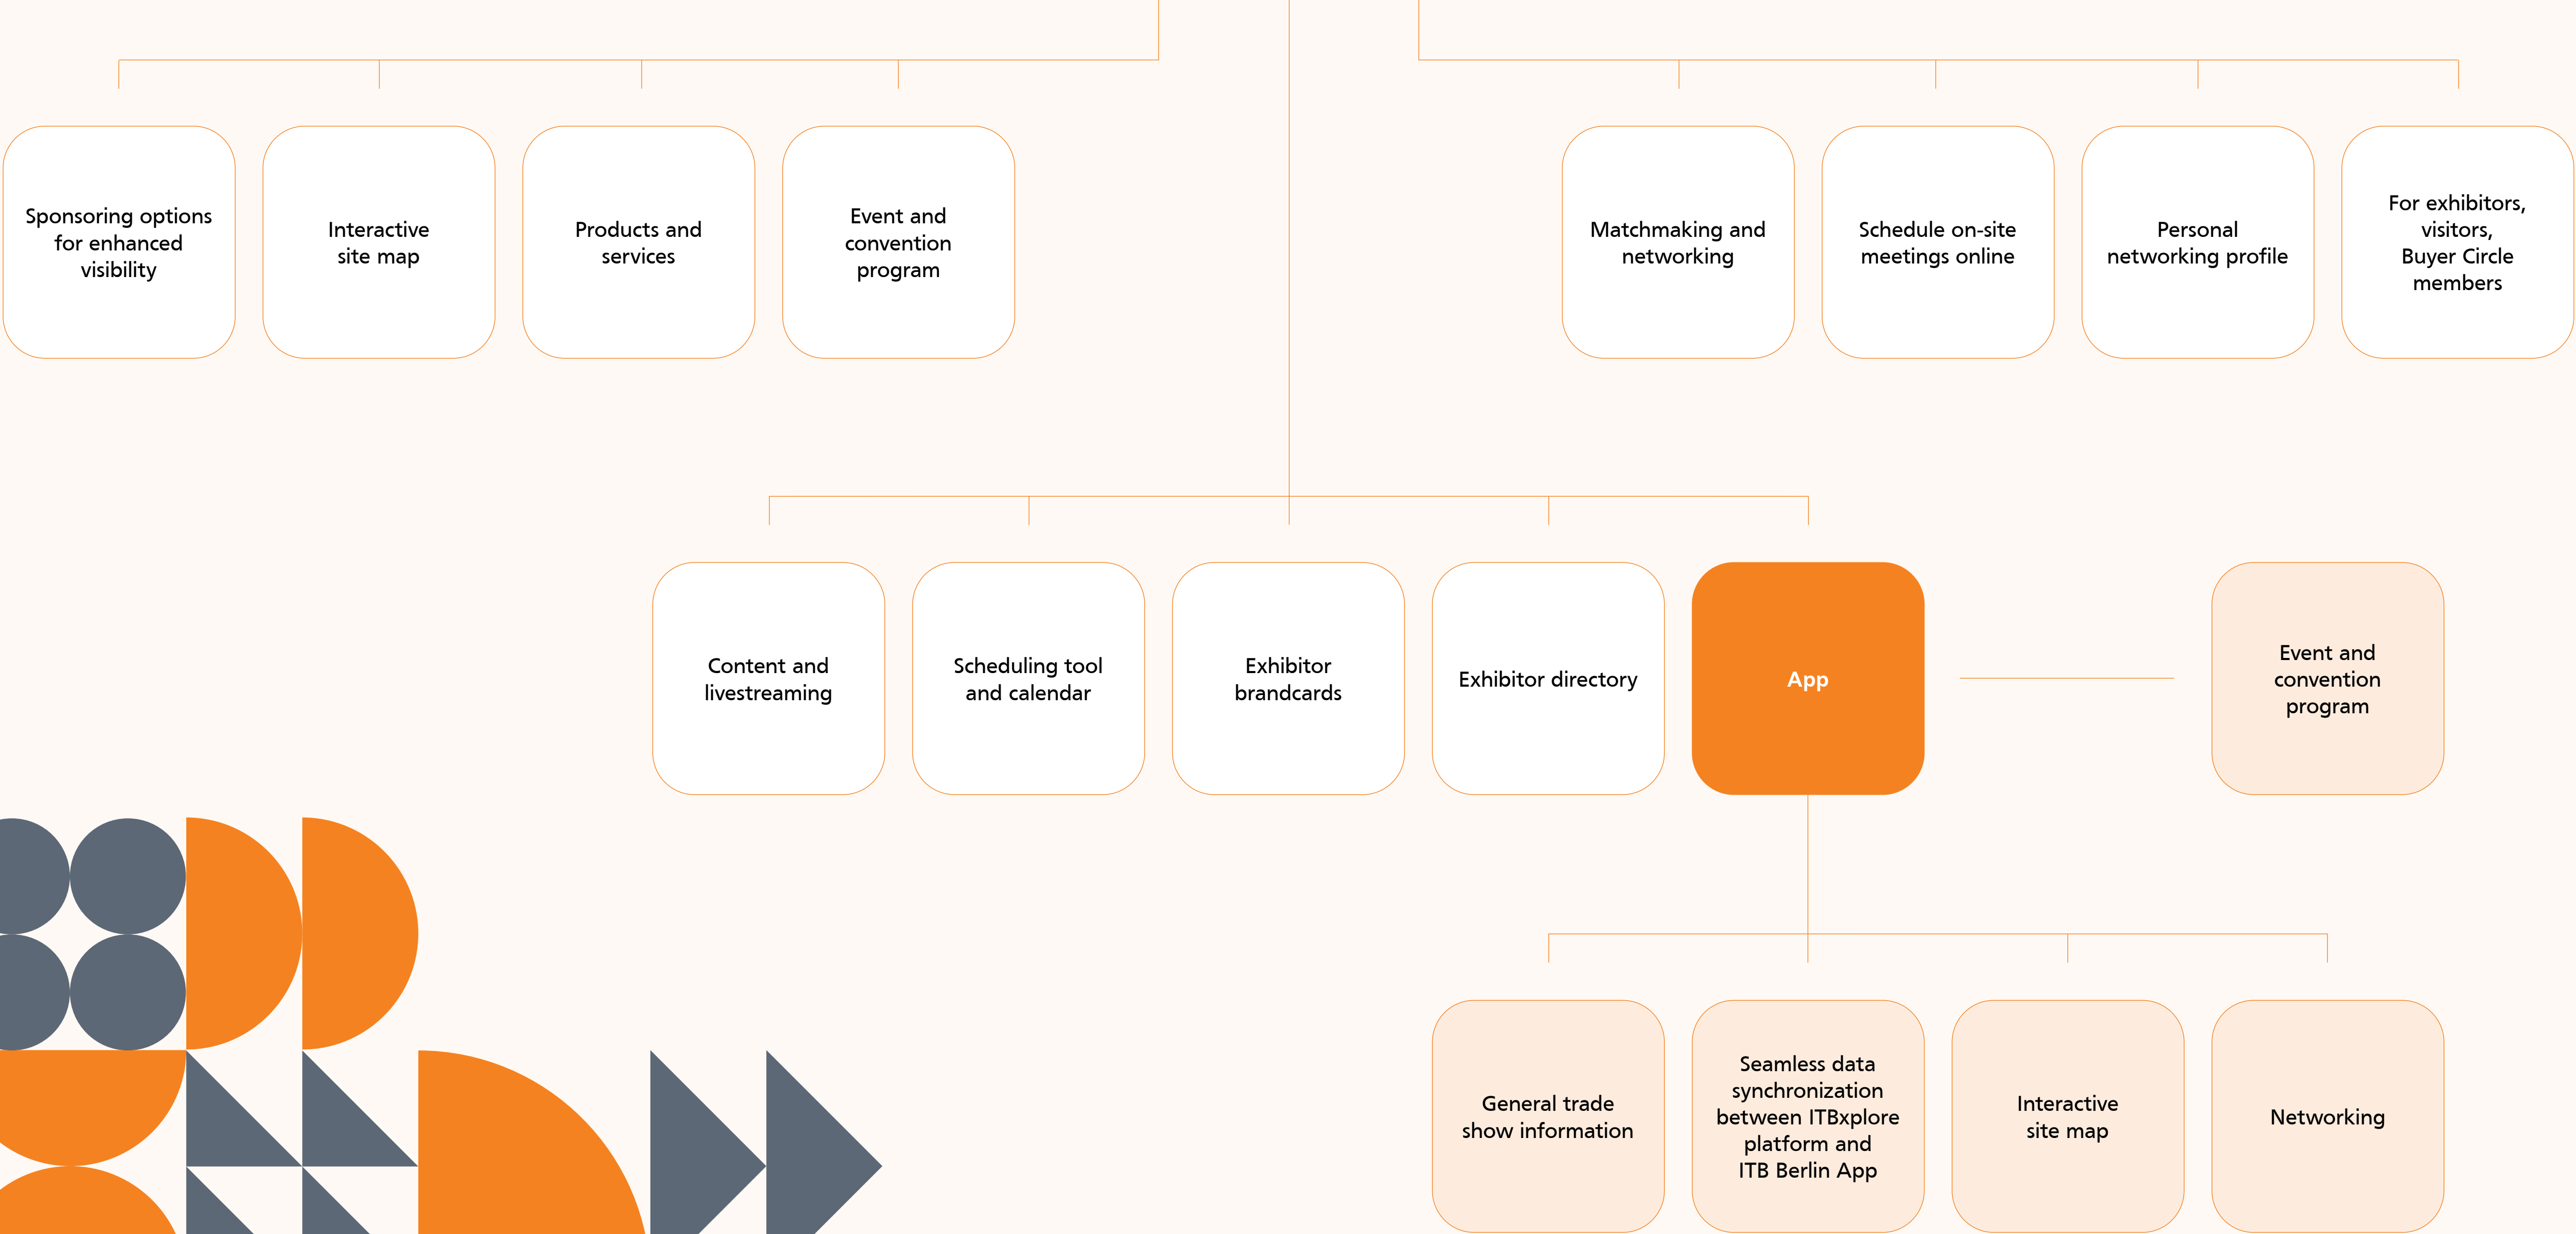 Sponsoring options
for enhanced
visibility
Interactive
site map
Products and
services
Event and
convention
program
Matchmaking and
networking
Schedule on-site
meetings online
Personal
networking profile
For exhibitors,
visitors,
Buyer Circle
members
Content and
livestreaming
Scheduling tool
and calendar
Exhibitor
brandcards
Exhibitor directory
App
Event and
convention
program
General trade
show information
Seamless data
synchronization
between ITBxplore
platform and
ITB Berlin App
Interactive
site map
Networking